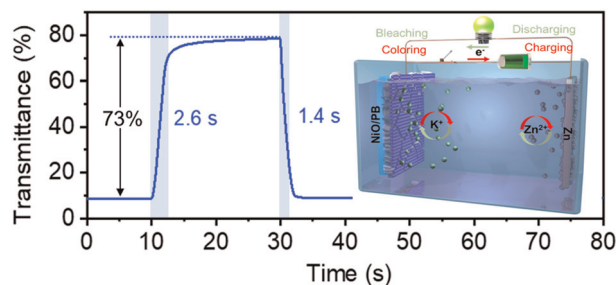 Transmittance (%)
100
80
60
40
20
0
73%
2.6 s
1.4 s
Bleaching
Coloring
Discharging
Charging
e-
NiO/PB
K+
Zn2+
Zn
0 10 20 30 40 50 60 70 80
Time (s)